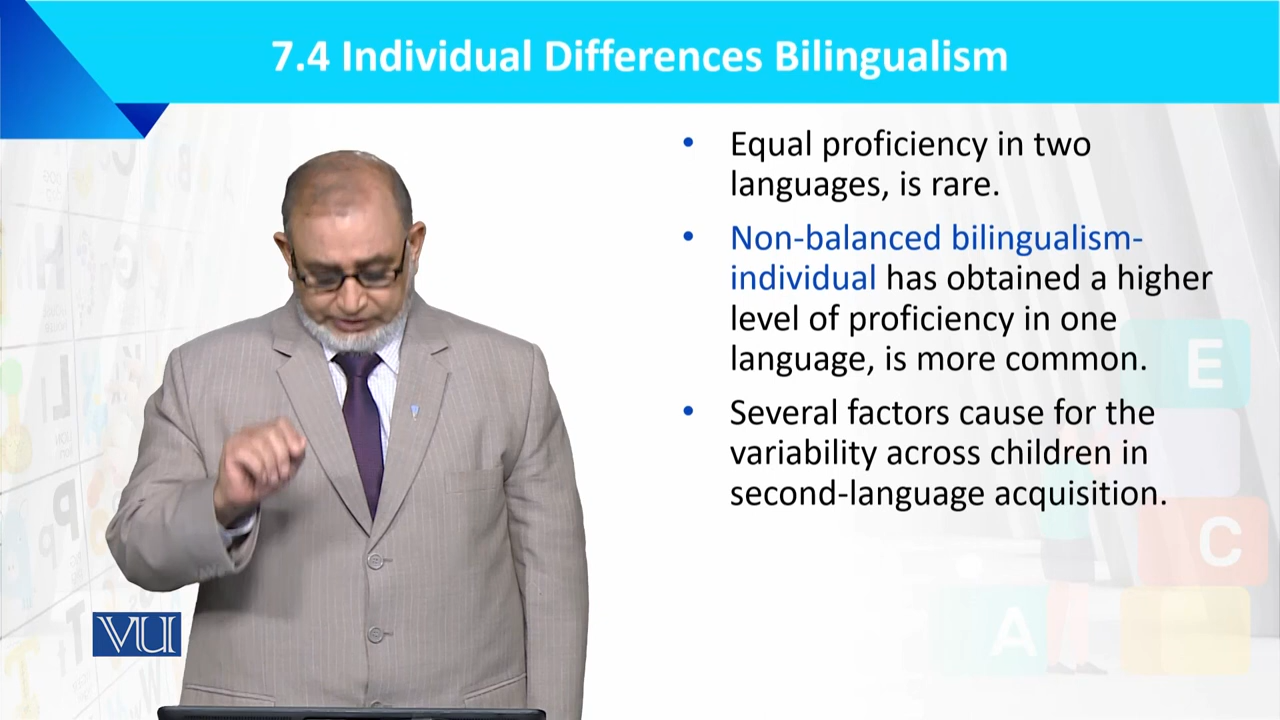 7.4 Individual Differences Bilingualism
• Equal proficiency in two
languages, is rare.
• Non-balanced bilingualism-
individual has obtained a higher
level of proficiency in one
language, is more common.
• Several factors cause for the
variability across children in
second-language acquisition.
E
C
A
VU